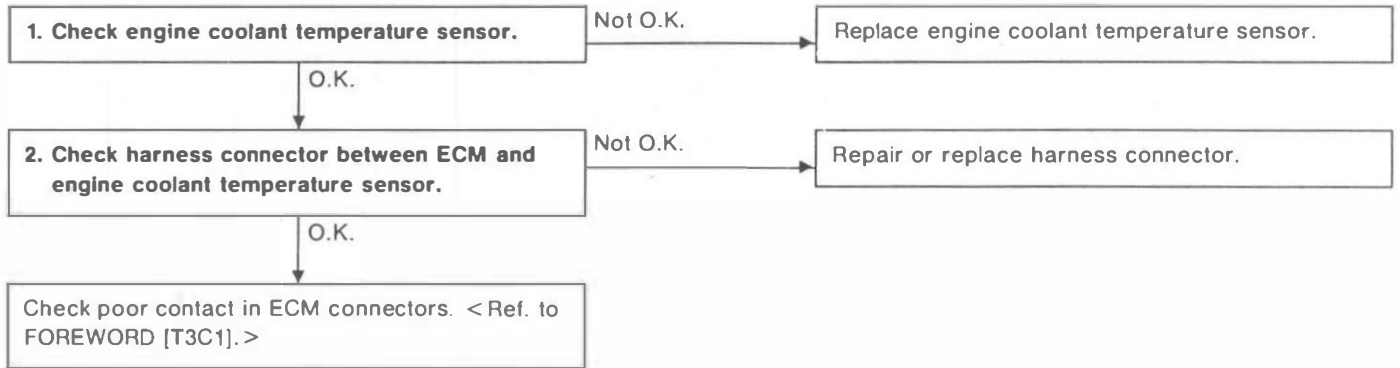 1. Check engine coolant temperature sensor.
Not O.K.
Replace engine coolant temperature sensor.
O.K.
2. Check harness connector between ECM and
engine coolant temperature sensor.
Not O.K.
Repair or replace harness connector.
O.K.
Check poor contact in ECM connectors. <Ref. to
FOREWORD [T3C1].>